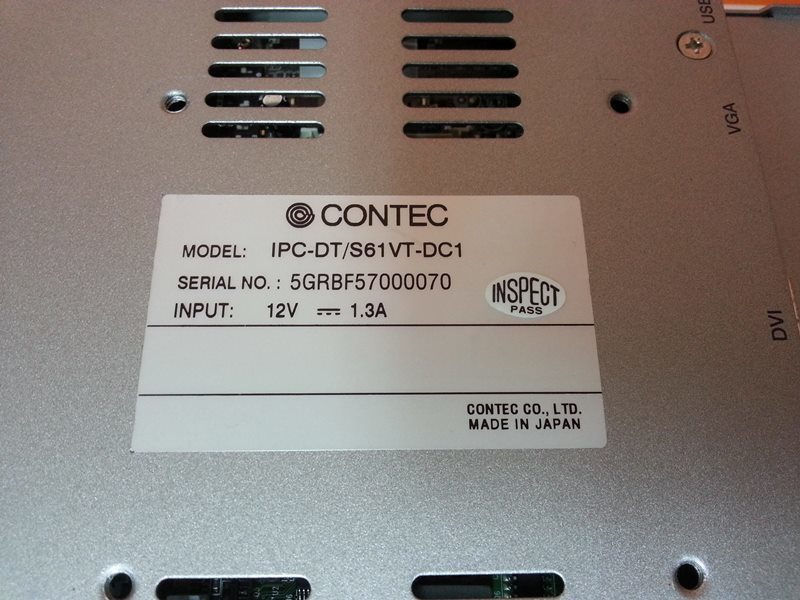 USB
VGA
CONTEC
MODEL: IPC-DT/S61VT-DC1
SERIAL NO. : 5GRBF57000070
INPUT: 12V ⎓ 1.3A
INSPECT
PASS
DVI
CONTEC CO., LTD.
MADE IN JAPAN